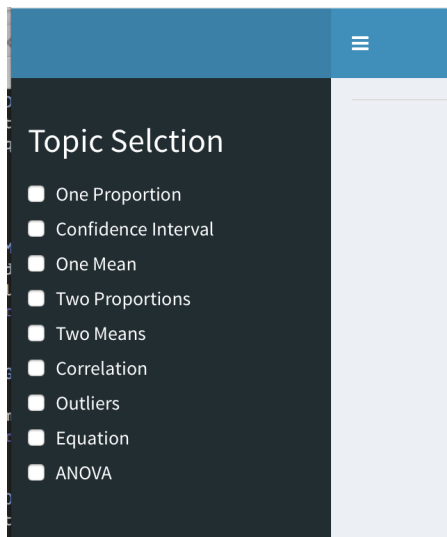 Topic Selction
One Proportion
Confidence Interval
One Mean
Two Proportions
Two Means
Correlation
Outliers
Equation
ANOVA